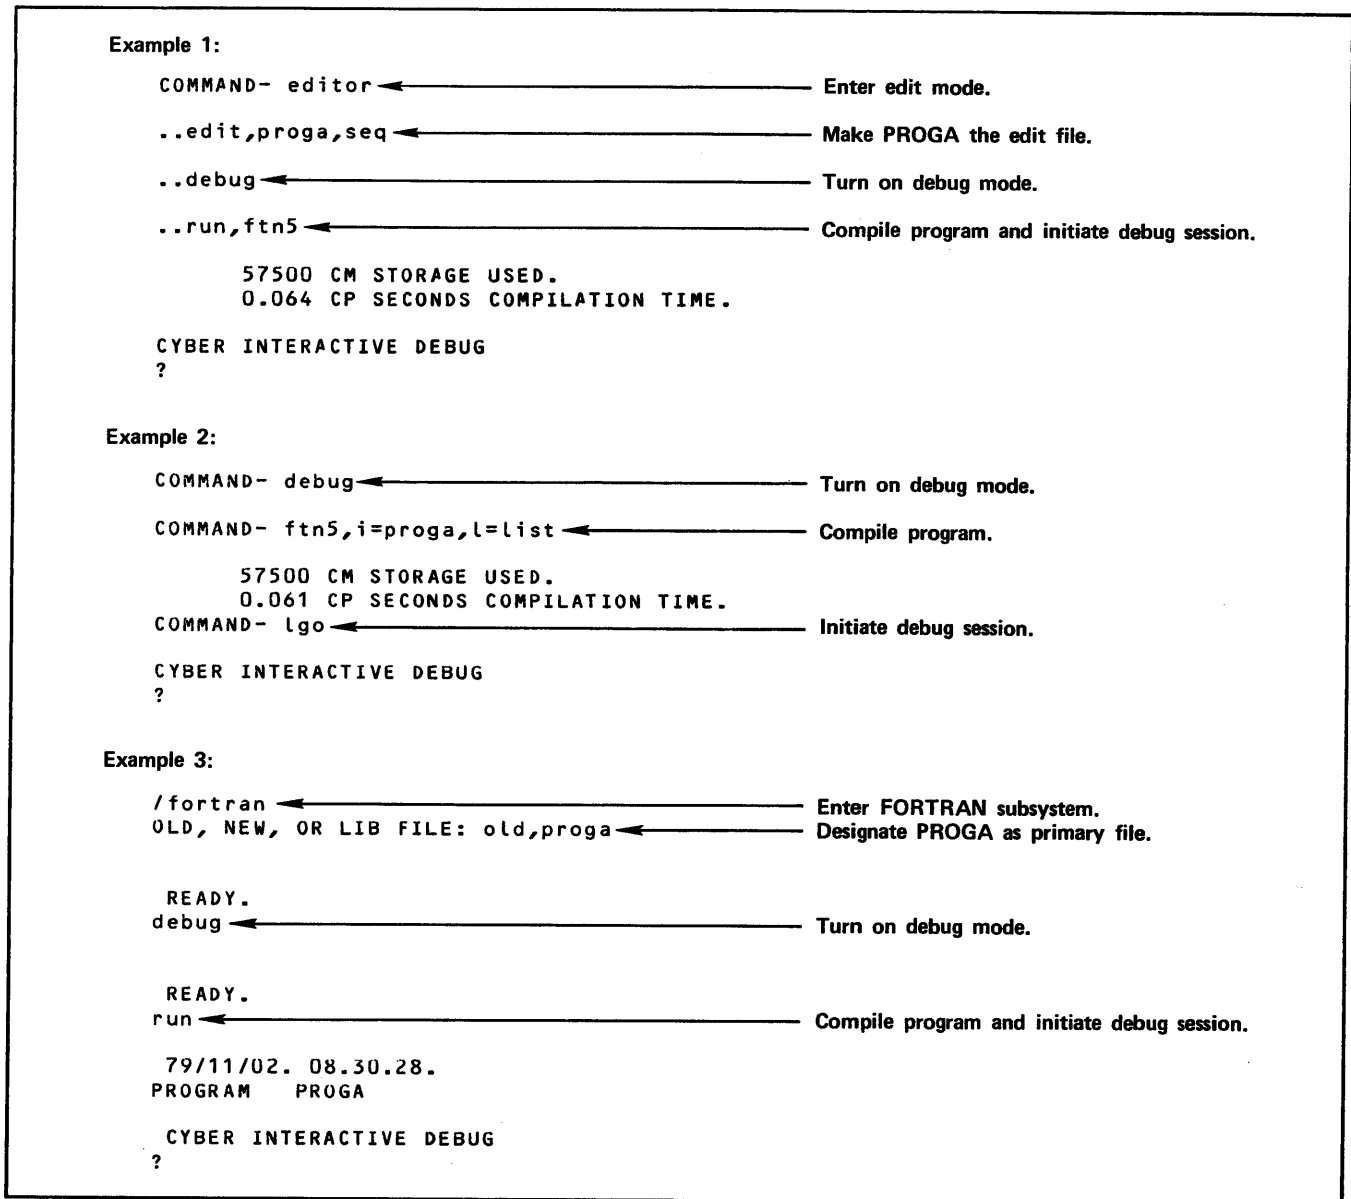 Example 1:
COMMAND- editor Enter edit mode.
..edit,proga,seq Make PROGA the edit file.
..debug Turn on debug mode.
..run,ftn5 Compile program and initiate debug session.
57500 CM STORAGE USED.
0.064 CP SECONDS COMPILATION TIME.
CYBER INTERACTIVE DEBUG
?
Example 2:
COMMAND- debug Turn on debug mode.
COMMAND- ftn5,i=proga,l=list Compile program.
57500 CM STORAGE USED.
0.061 CP SECONDS COMPILATION TIME.
COMMAND- lgo Initiate debug session.
CYBER INTERACTIVE DEBUG
?
Example 3:
/fortran Enter FORTRAN subsystem.
OLD, NEW, OR LIB FILE: old,proga Designate PROGA as primary file.
READY.
debug Turn on debug mode.
READY.
run Compile program and initiate debug session.
79/11/02. 08.30.28.
PROGRAM PROGA
CYBER INTERACTIVE DEBUG
?